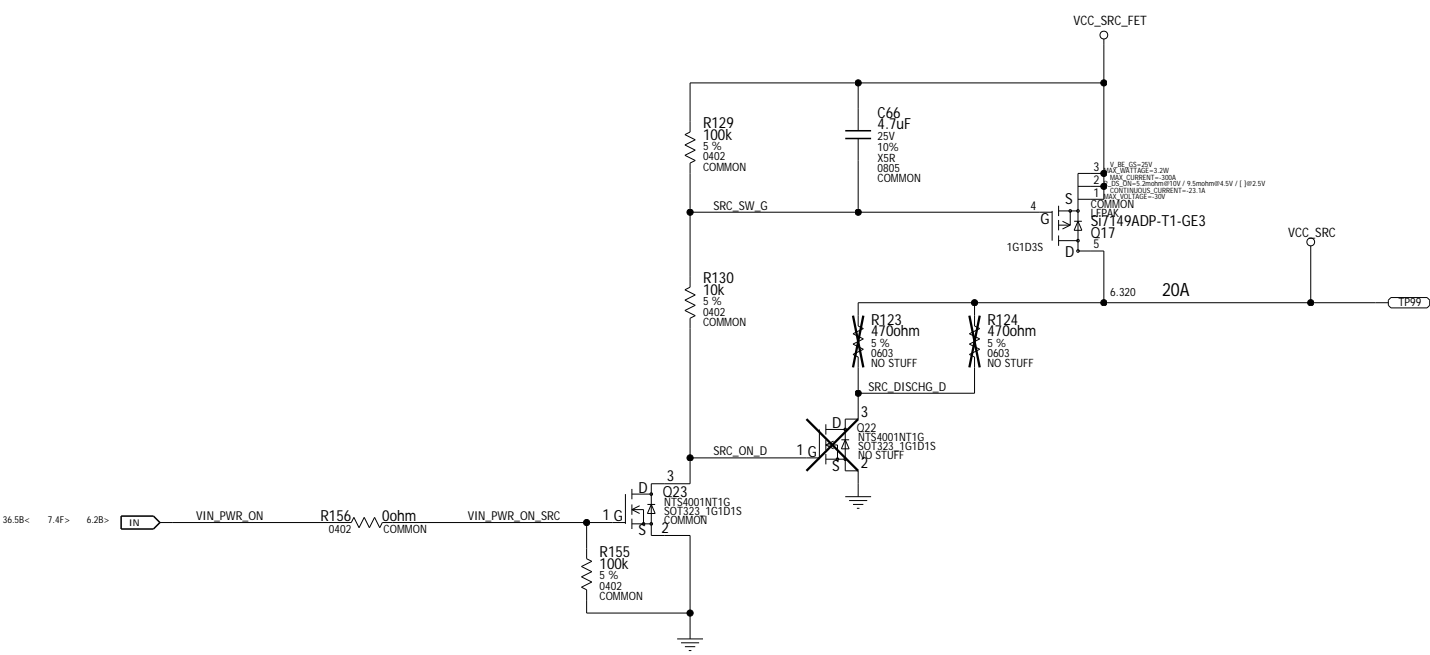 VCC_SRC_FET
R129
100k
5 %
0402
COMMON
C66
4.7uF
25V
10%
X5R
0805
COMMON
3
2
1
V_BE_GS=25V
MAX_WATTAGE=3.2W
MAX_CURRENT=-300A
_DS_ON=5.2mohm@10V / 9.5mohm@4.5V / [ ]@2.5V
CONTINUOUS_CURRENT=-23.1A
MAX_VOLTAGE=-30V
S
COMMON
LFPAK
SRC_SW_G
4
G
Si7149ADP-T1-GE3
Q17
1G1D3S
D
5
VCC_SRC
R130
10k
5 %
0402
COMMON
6.320
20A
TP99
R123
470ohm
5 %
0603
NO STUFF
R124
470ohm
5 %
0603
NO STUFF
SRC_DISCHG_D
3
D
Q22
NTS4001NT1G
SOT323_1G1D1S
NO STUFF
SRC_ON_D
1 G
S
2
3
D
Q23
NTS4001NT1G
SOT323_1G1D1S
COMMON
36.5B< 7.4F> 6.2B>
IN
VIN_PWR_ON
R156
0ohm
0402
COMMON
VIN_PWR_ON_SRC
1 G
S
2
R155
100k
5 %
0402
COMMON